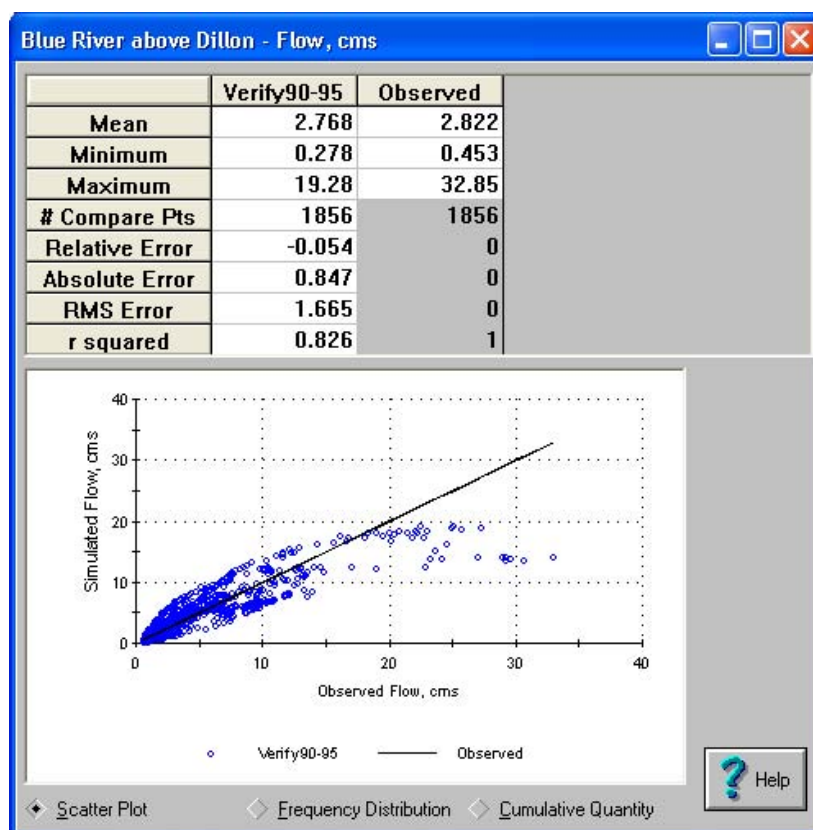 Blue River above Dillon - Flow, cms
Verify90-95 Observed
Mean 2.768 2.822
Minimum 0.278 0.453
Maximum 19.28 32.85
# Compare Pts 1856 1856
Relative Error -0.054 0
Absolute Error 0.847 0
RMS Error 1.665 0
r squared 0.826 1
40
30
20
10
0
Simulated Flow, cms
0 10 20 30 40
Observed Flow, cms
Verify90-95 Observed
? Help
Scatter Plot Frequency Distribution Cumulative Quantity